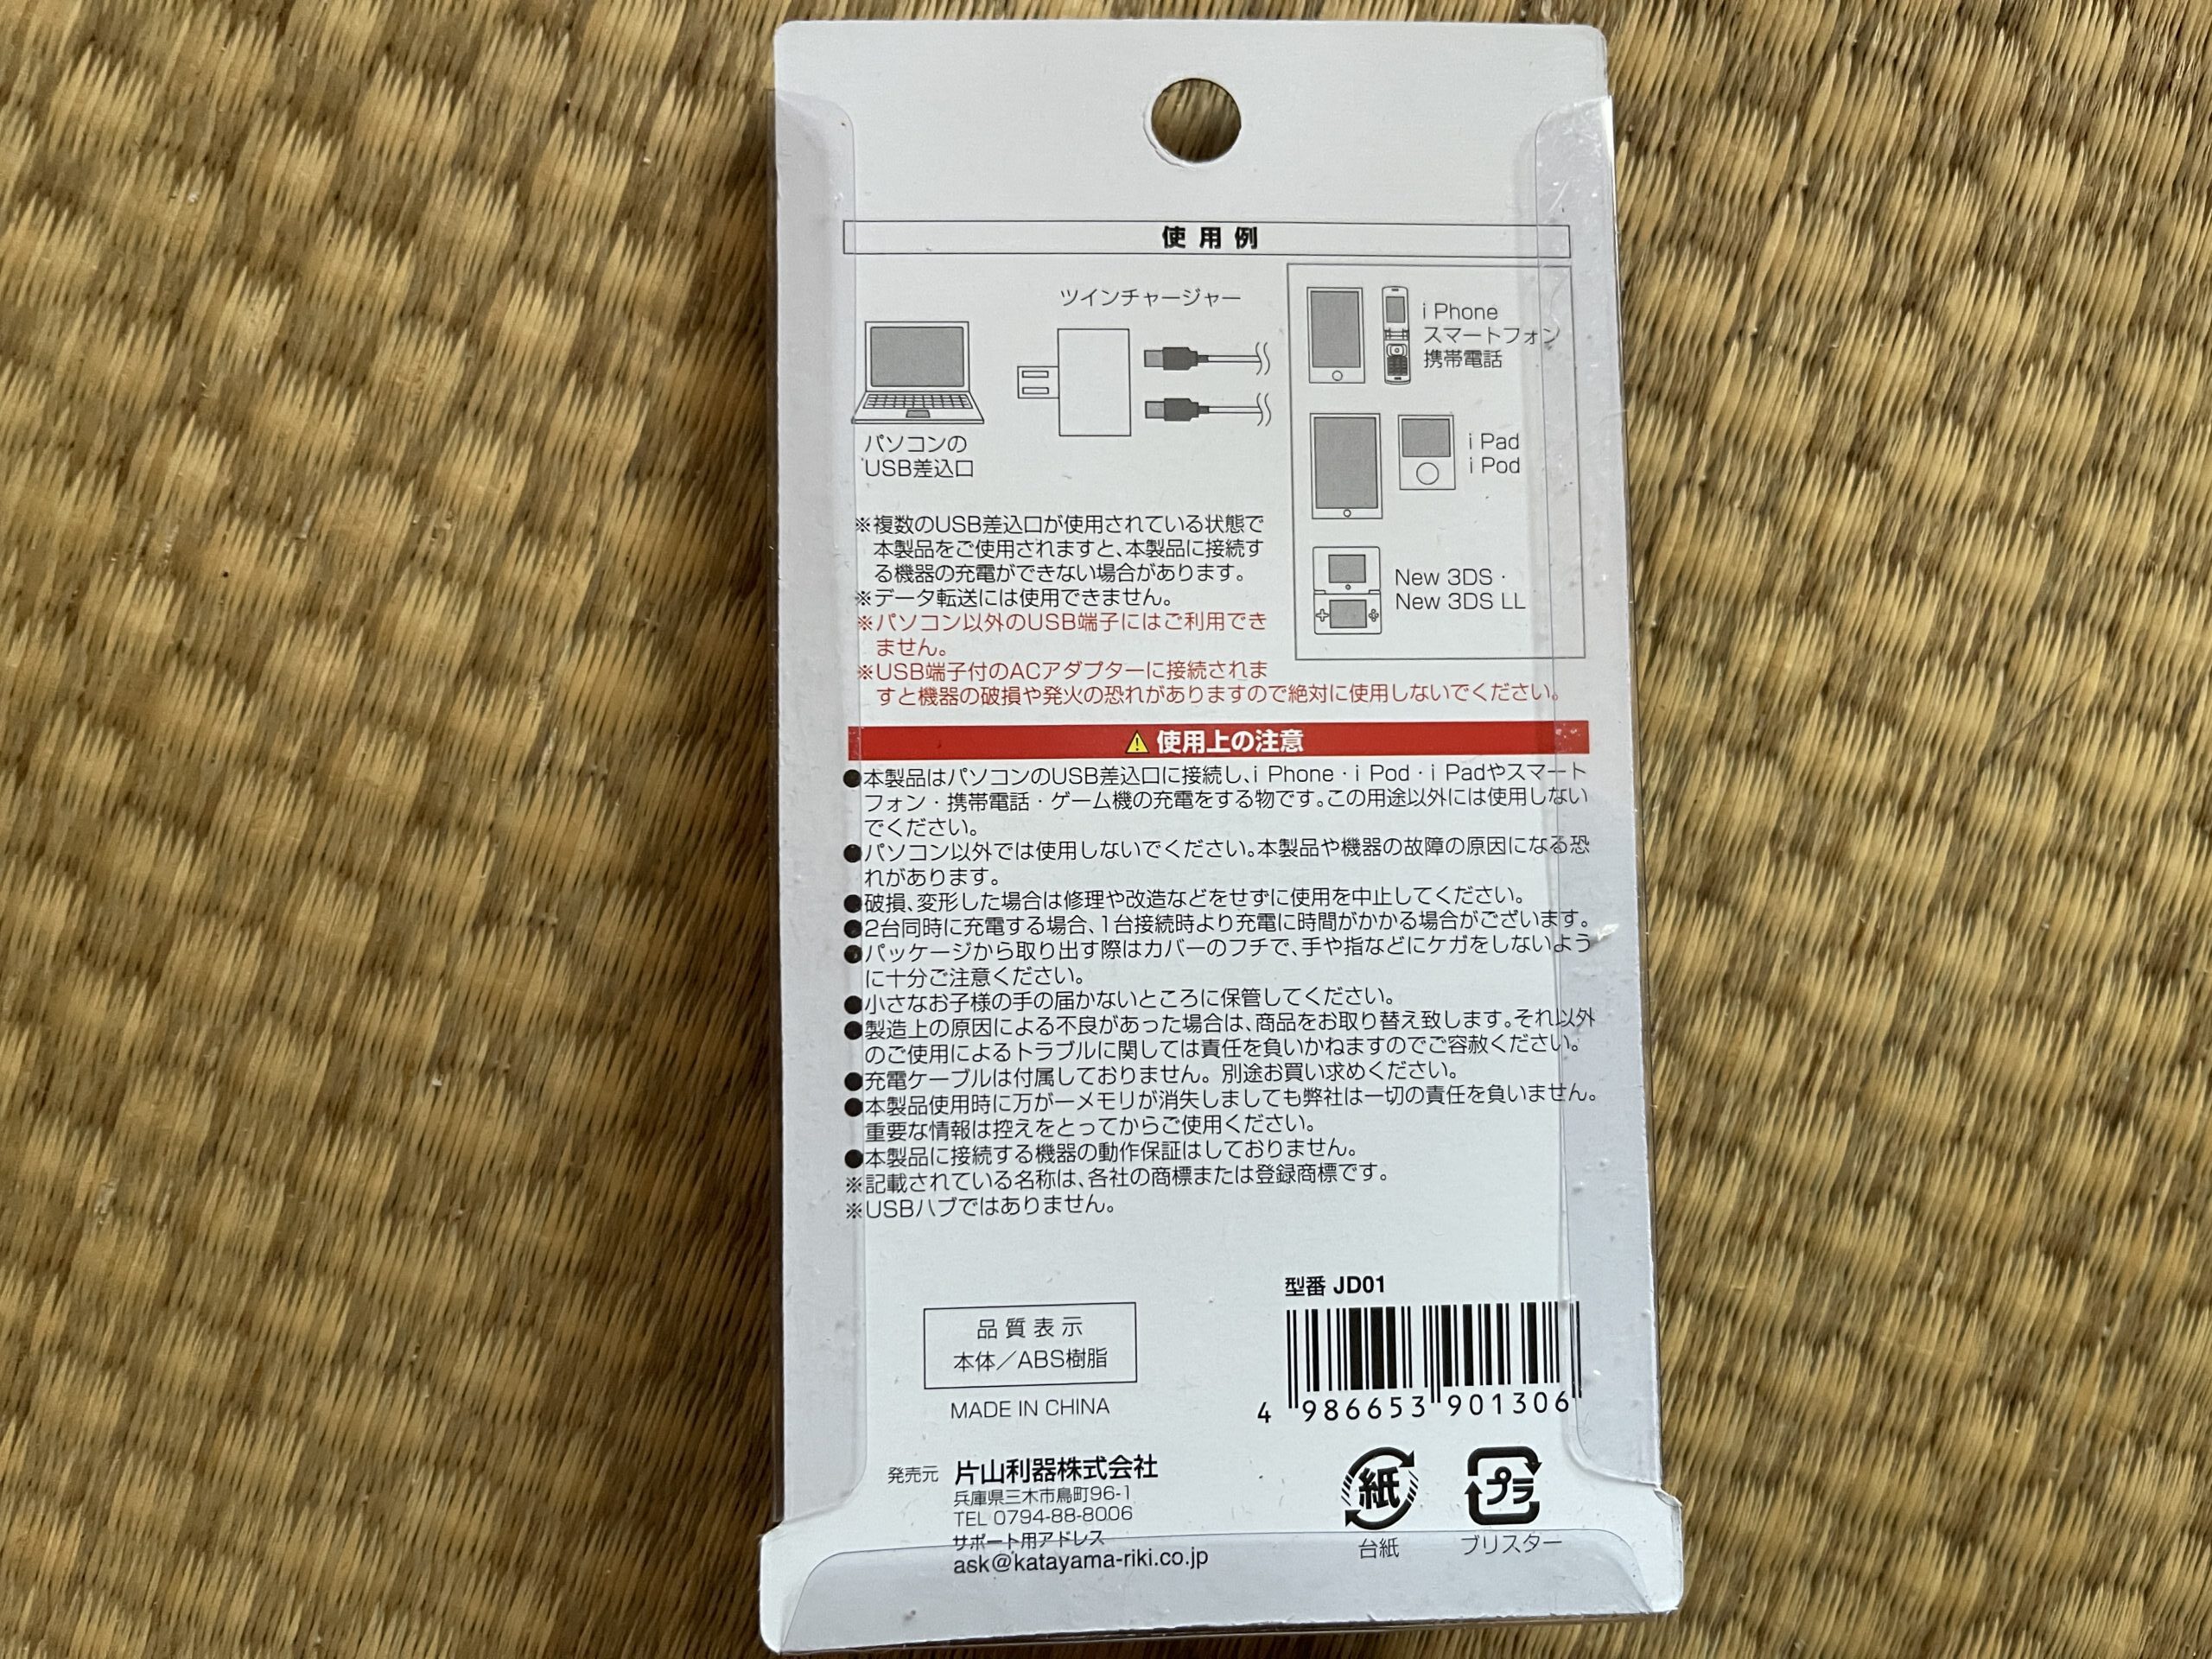 使用例
ツインチャージャー
パソコンの
USB差込口
i Phone
スマートフォン
携帯電話
i Pad
i Pod
New 3DS・
New 3DS LL
※複数のUSB差込口が使用されている状態で
本製品をご使用されますと、本製品に接続す
る機器の充電ができない場合があります。
※データ転送には使用できません。
※パソコン以外のUSB端子にはご利用でき
ません。
※USB端子付のACアダプターに接続されま
すと機器の破損や発火の恐れがありますので絶対に使用しないでください。
使用上の注意
●本製品はパソコンのUSB差込口に接続し、i Phone・i Pod・i Padやスマート
フォン・携帯電話・ゲーム機の充電をする物です。この用途以外には使用しない
でください。
●パソコン以外では使用しないでください。本製品や機器の故障の原因になる恐
れがあります。
●破損、変形した場合は修理や改造などをせずに使用を中止してください。
●2台同時に充電する場合、1台接続時より充電に時間がかかる場合がございます。
●パッケージから取り出す際はカバーのフチで、手や指などにケガをしないよう
に十分ご注意ください。
●小さなお子様の手の届かないところに保管してください。
●製造上の原因による不良があった場合は、商品をお取り替え致します。それ以外
のご使用によるトラブルに関しては責任を負いかねますのでご容赦ください。
●充電ケーブルは付属しておりません。別途お買い求めください。
●本製品使用時に万が一メモリが消失しましても弊社は一切の責任を負いません。
重要な情報は控えをとってからご使用ください。
●本製品に接続する機器の動作保証はしておりません。
※記載されている名称は、各社の商標または登録商標です。
※USBハブではありません。
型番 JD01
品質表示
本体／ABS樹脂
MADE IN CHINA
4 986653 901306
発売元 片山利器株式会社
兵庫県三木市鳥町96-1
TEL 0794-88-8006
サポート用アドレス
ask@katayama-riki.co.jp
紙
台紙
プラ
ブリスター